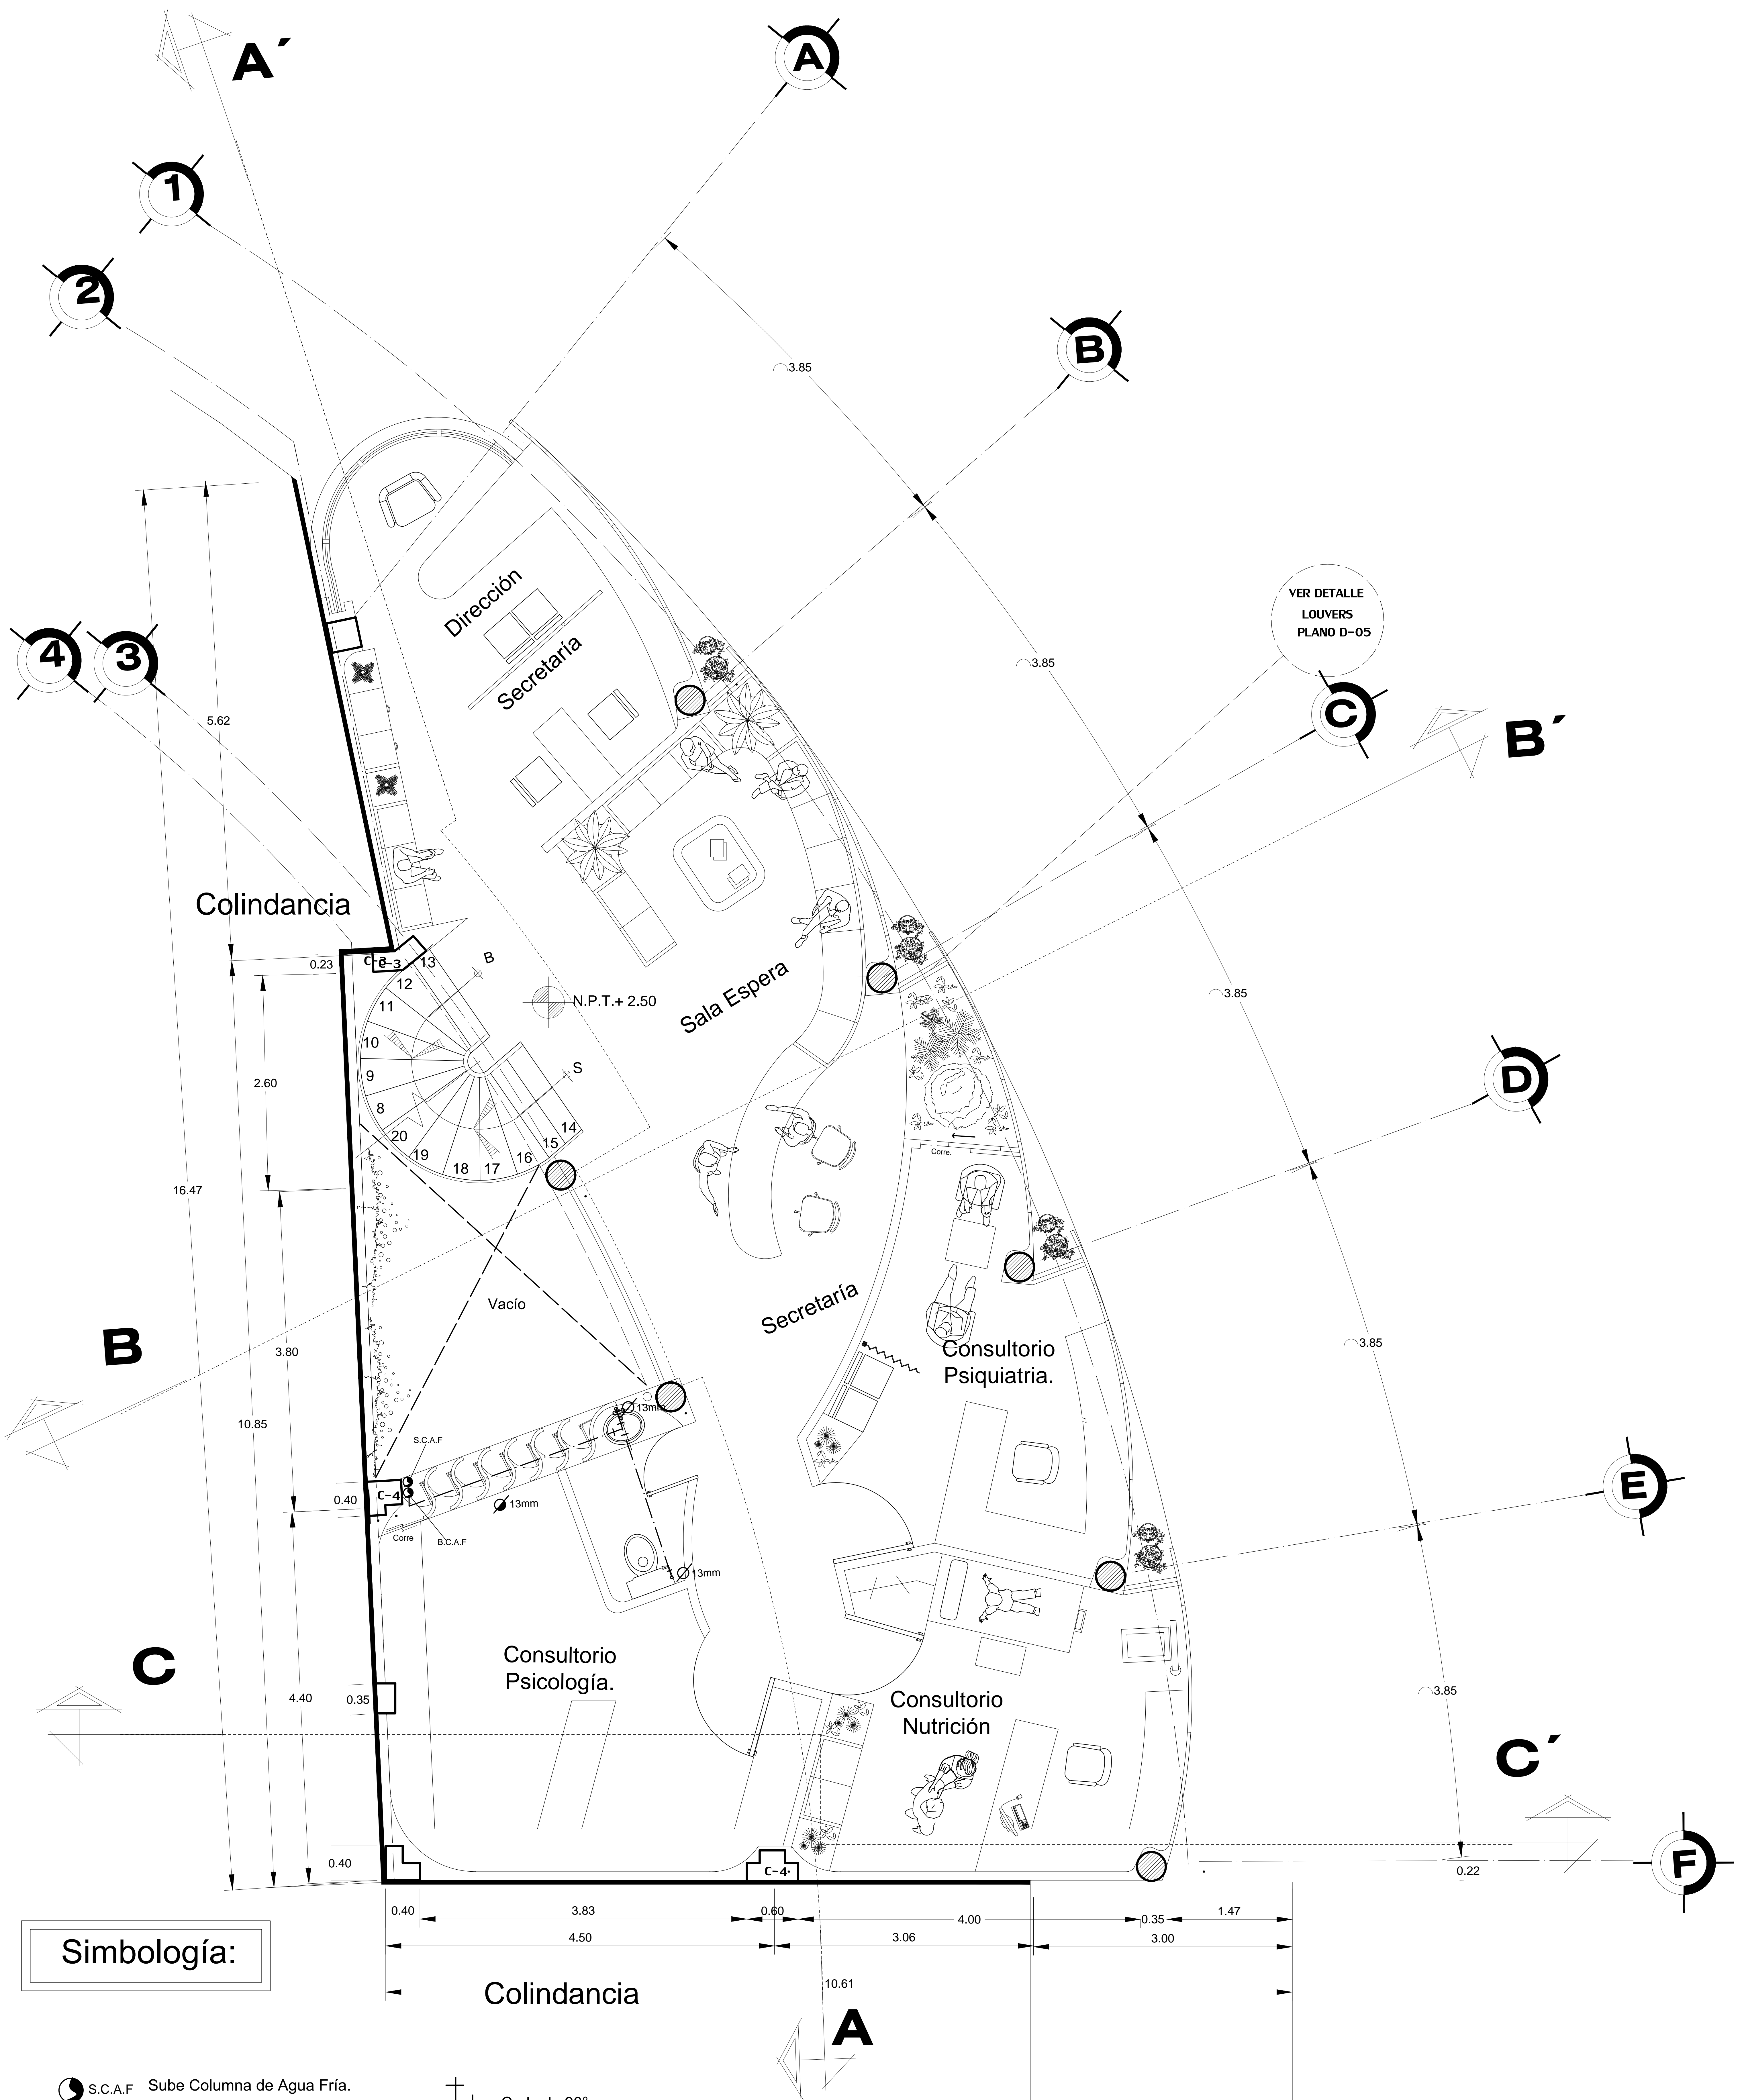 A´
A
1
2
B
3.85
VER DETALLE
LOUVERS
PLANO D-05
C
B´
4
3
3.85
5.62
Dirección
Secretaría
Colindancia
C-3
C-3
0.23
13
12
11
10
9
8
20
19
18
17
16
15
14
B
S
N.P.T.+ 2.50
Sala Espera
3.85
D
2.60
16.47
Corre.
Vacío
Secretaría
Consultorio
Psiquiatria.
3.85
B
3.80
10.85
13mm
S.C.A.F
C-4
0.40
13mm
Corre
B.C.A.F
E
13mm
C
4.40
0.35
Consultorio
Psicología.
Consultorio
Nutrición
3.85
C´
F
0.22
0.40
C-4
0.40
3.83
0.60
4.00
0.35
1.47
4.50
3.06
3.00
10.61
Simbología:
Colindancia
A
S.C.A.F
Sube Columna de Agua Fría.